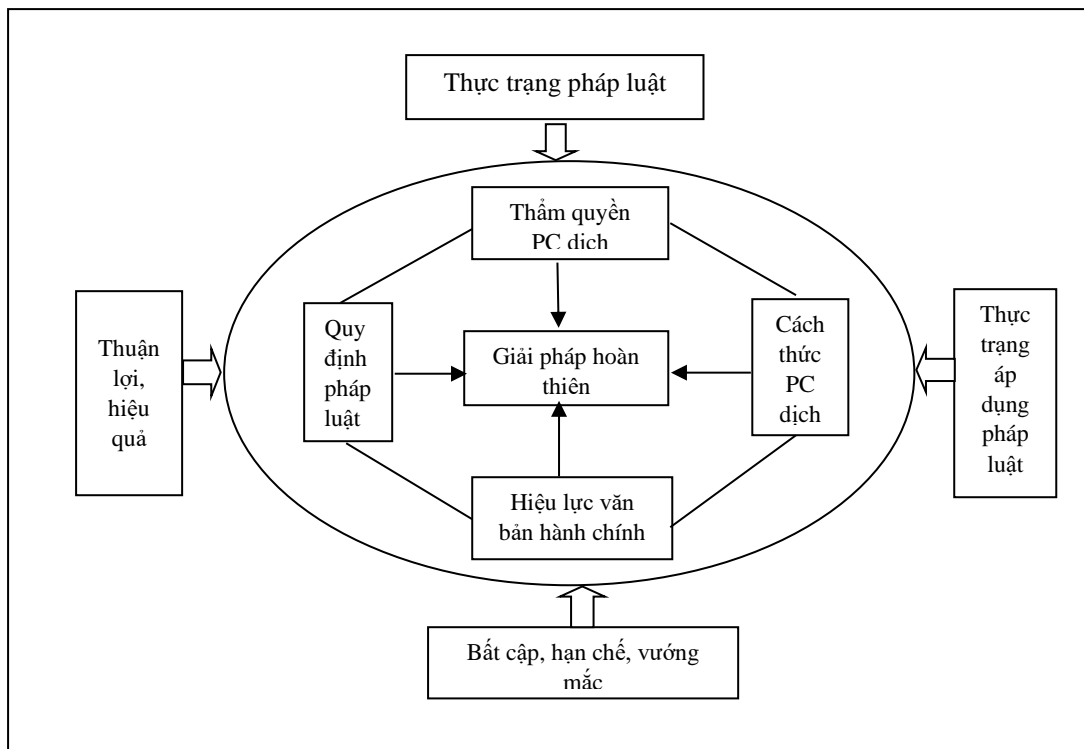 Thực trạng pháp luật
Thẩm quyền
PC dịch
Thuận
lợi,
hiệu
quả
Quy
định
pháp
luật
Giải pháp hoàn
thiên
Cách
thức
PC
dịch
Thực
trạng
áp
dụng
pháp
luật
Hiệu lực văn
bản hành chính
Bất cập, hạn chế, vướng
mắc